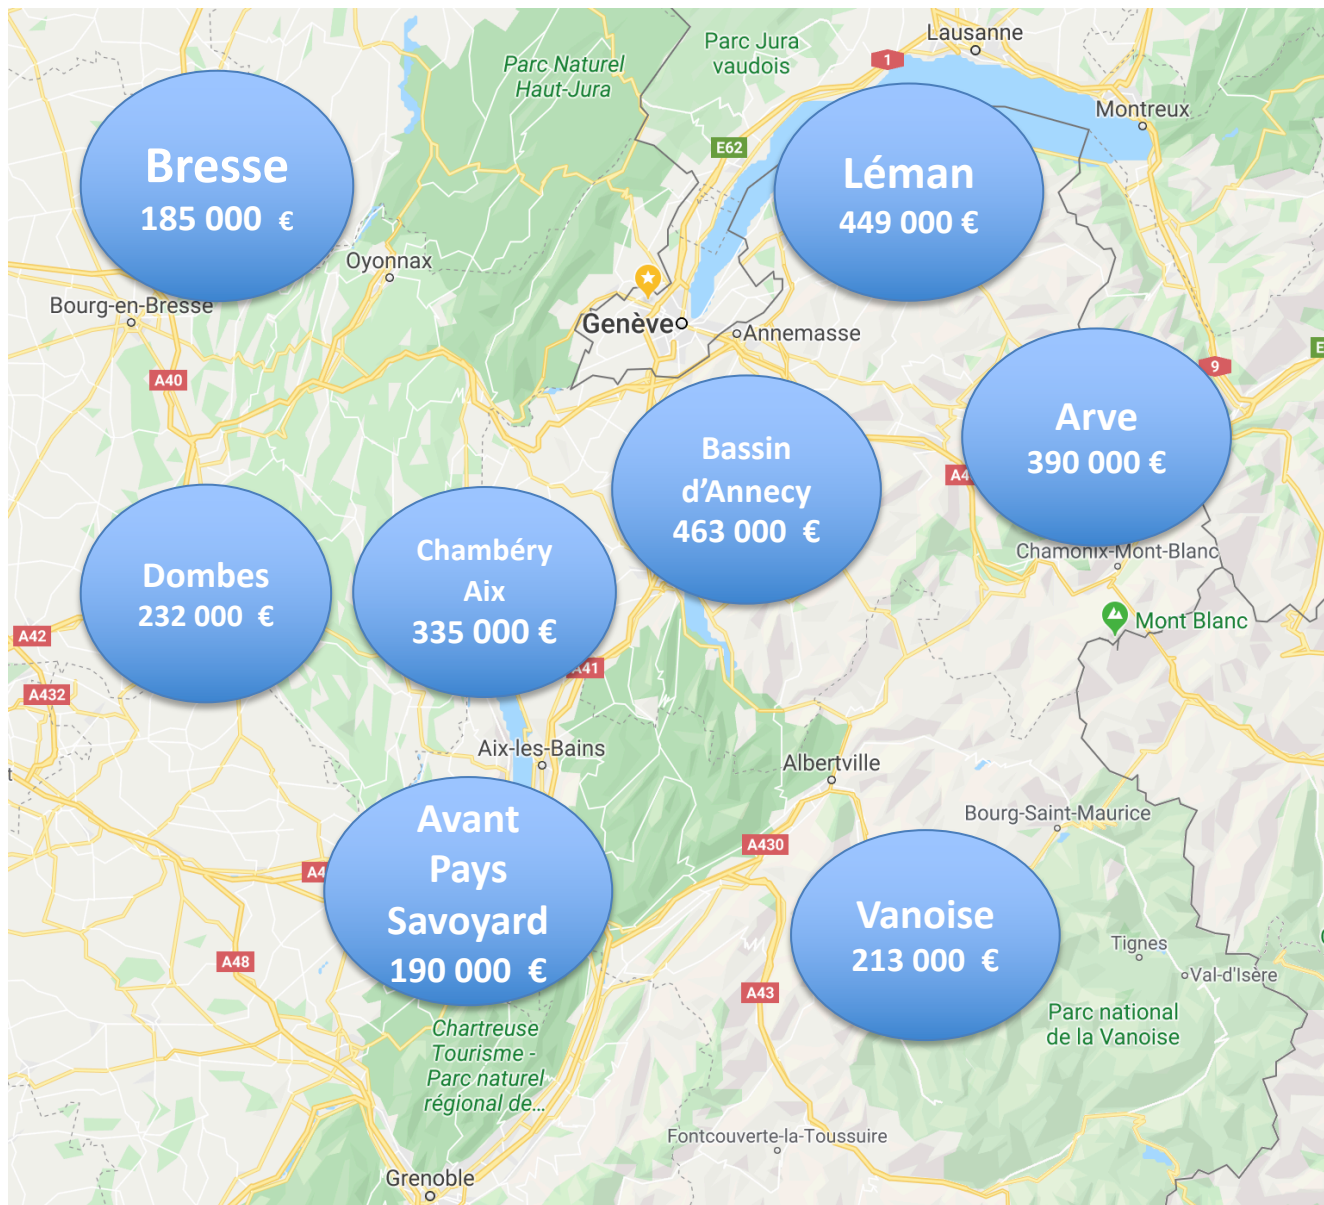 Lausanne
Parc Jura
vaudois
1
Parc Naturel
Haut-Jura
Montreux
E62
Bresse
185 000 €
Léman
449 000 €
Oyonnax
Bourg-en-Bresse
Genève
Annemasse
A40
9
Arve
390 000 €
Bassin
d’Annecy
463 000 €
Chamonix-Mont-Blanc
Mont Blanc
Chambéry
Aix
335 000 €
Dombes
232 000 €
A42
A432
A41
Aix-les-Bains
Albertville
Bourg-Saint-Maurice
A430
Avant
Pays
Savoyard
190 000 €
Vanoise
213 000 €
Tignes
Val-d'Isère
A48
A43
Parc national
de la Vanoise
Chartreuse
Tourisme -
Parc naturel
régional de...
Fontcouverte-la-Toussuire
Grenoble